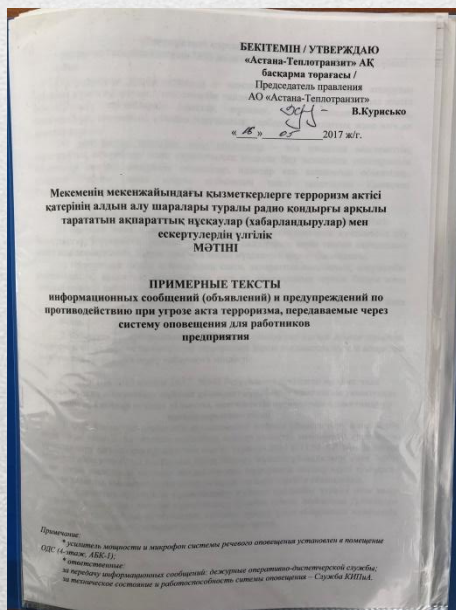 БЕКІТЕМІН / УТВЕРЖДАЮ
«Астана-Теплотранзит» АҚ
басқарма төрағасы /
Председатель правления
АО «Астана-Теплотранзит»
В.Курисько
« 16 » 05 2017 ж/г.
Мекеменің мекенжайындағы қызметкерлерге терроризм актісі
қатерінің алдын алу шаралары туралы радио қондырғы арқылы
тарататын ақпараттық нұсқаулар (хабарландырулар) мен
ескертулердің үлгілік
МӘТІНІ
ПРИМЕРНЫЕ ТЕКСТЫ
информационных сообщений (объявлений) и предупреждений по
противодействию при угрозе акта терроризма, передаваемые через
систему оповещения для работников
предприятия
Примечание:
* усилитель мощности и микрофон системы речевого оповещения установлен в помещение
ОДС (4-этаж, АБК-1);
* ответственные:
за передачу информационных сообщений: дежурные оперативно-диспетчерской службы;
за техническое состояние и работоспособность ситемы оповещения – Служба КИПиА.